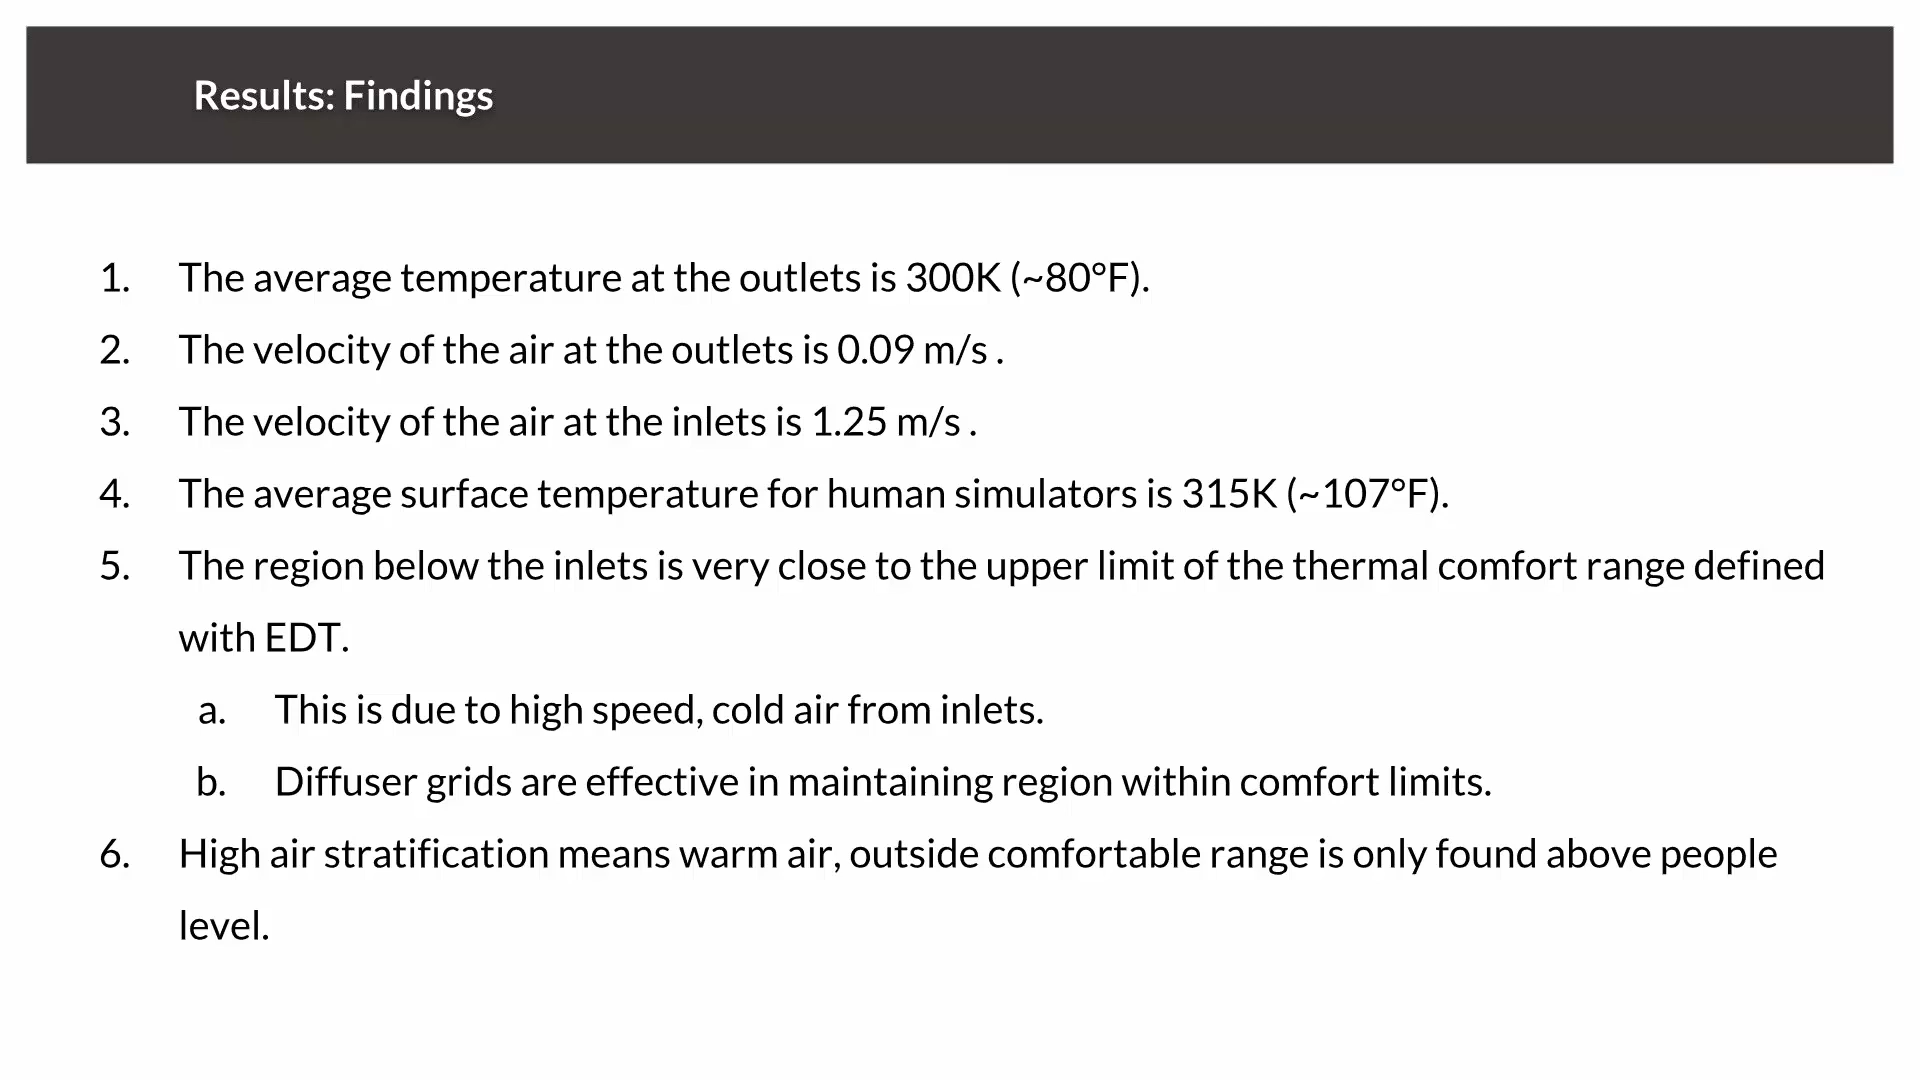 Results: Findings
1. The average temperature at the outlets is 300K (~80°F).
2. The velocity of the air at the outlets is 0.09 m/s .
3. The velocity of the air at the inlets is 1.25 m/s .
4. The average surface temperature for human simulators is 315K (~107°F).
5. The region below the inlets is very close to the upper limit of the thermal comfort range defined
with EDT.
a. This is due to high speed, cold air from inlets.
b. Diffuser grids are effective in maintaining region within comfort limits.
6. High air stratification means warm air, outside comfortable range is only found above people
level.